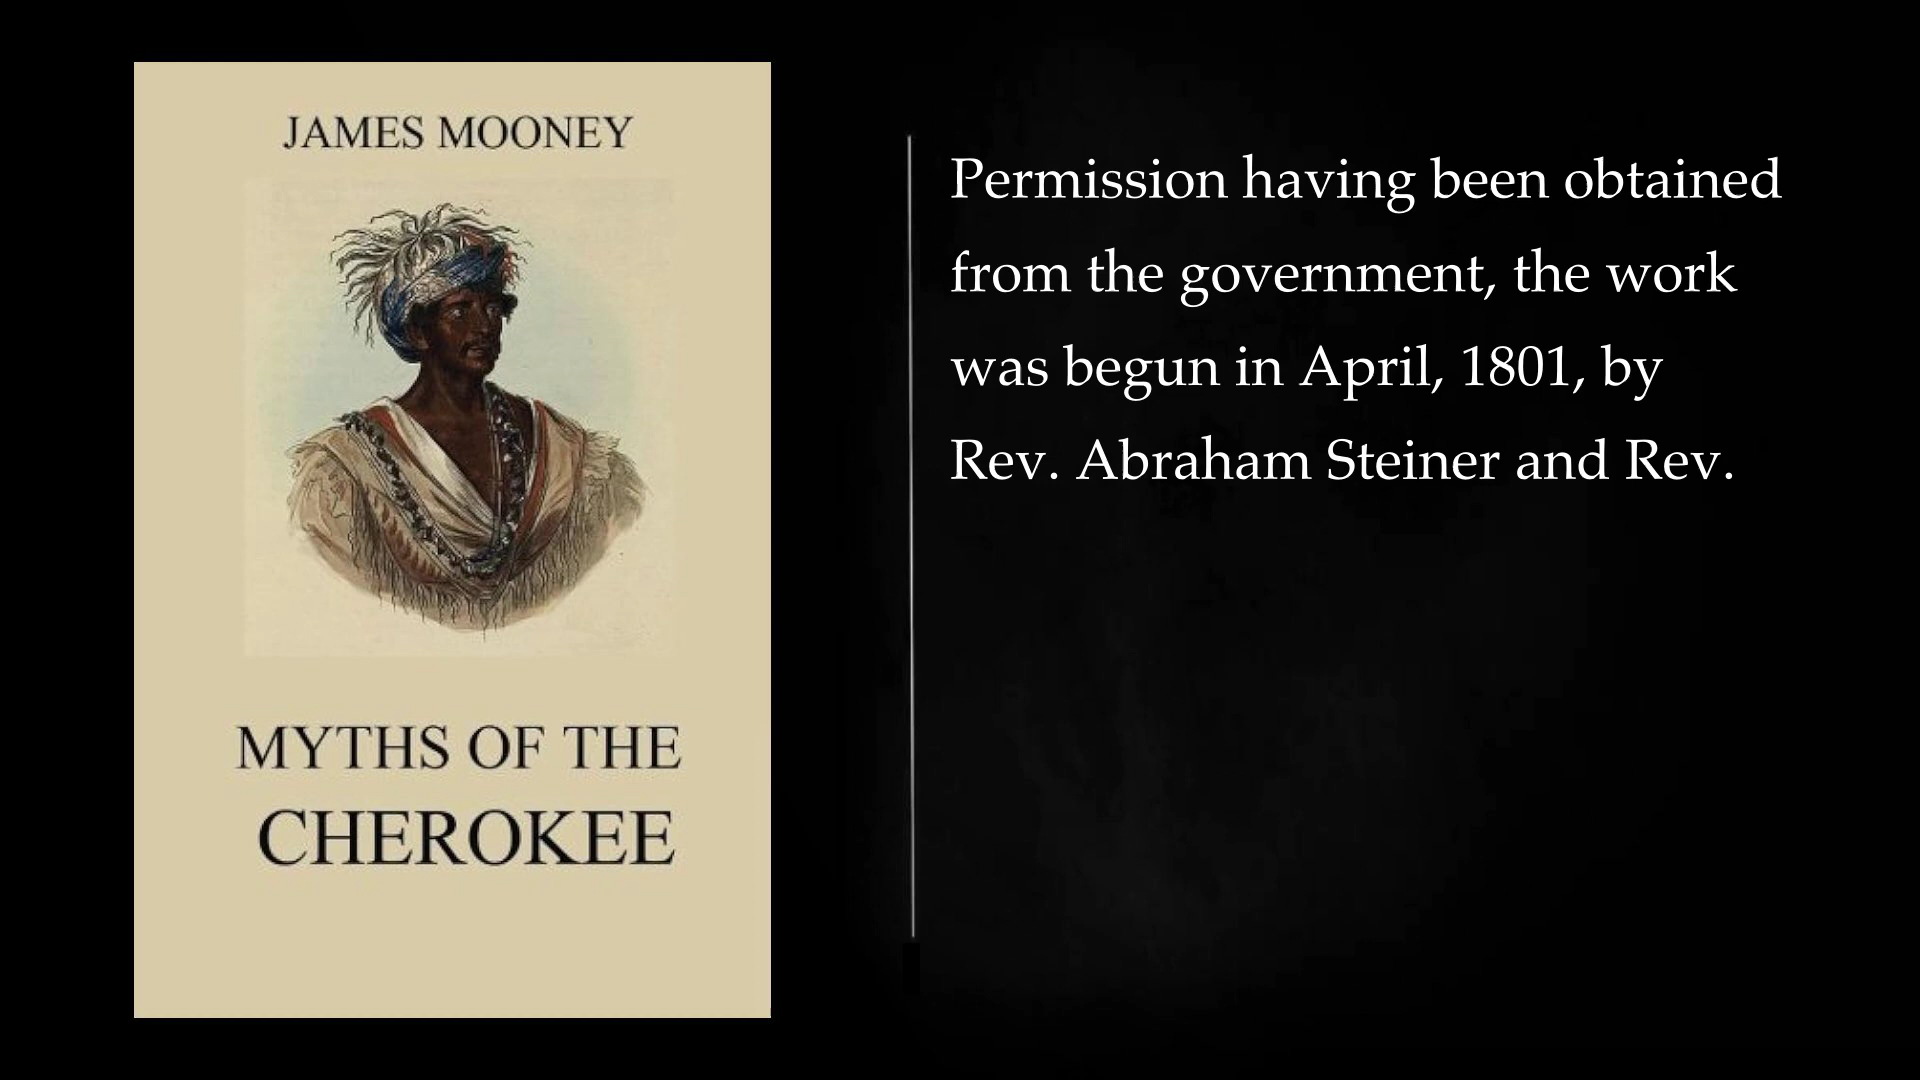 JAMES MOONEY
MYTHS OF THE
CHEROKEE
Permission having been obtained
from the government, the work
was begun in April, 1801, by
Rev. Abraham Steiner and Rev.